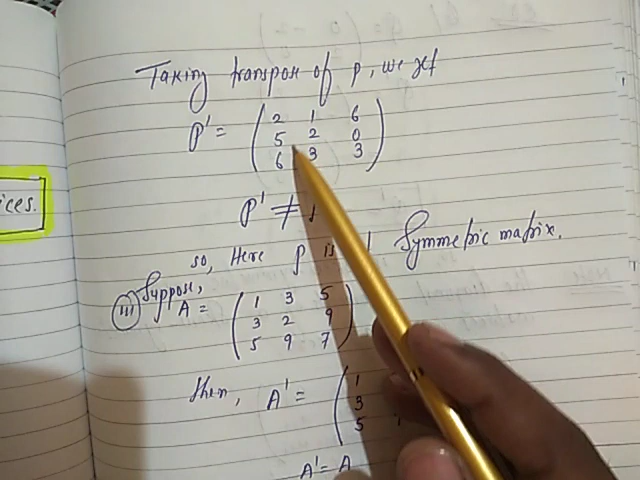 Taking transpose of P, we get
P' = ( 2 1 6
5 2 0
6 3 3 )
P' ≠
ices.
so, Here P is Symmetric matrix.
(III) Suppose,
A = ( 1 3 5
3 2 9
5 9 7 )
then, A' = ( 1
3
5
A' = A